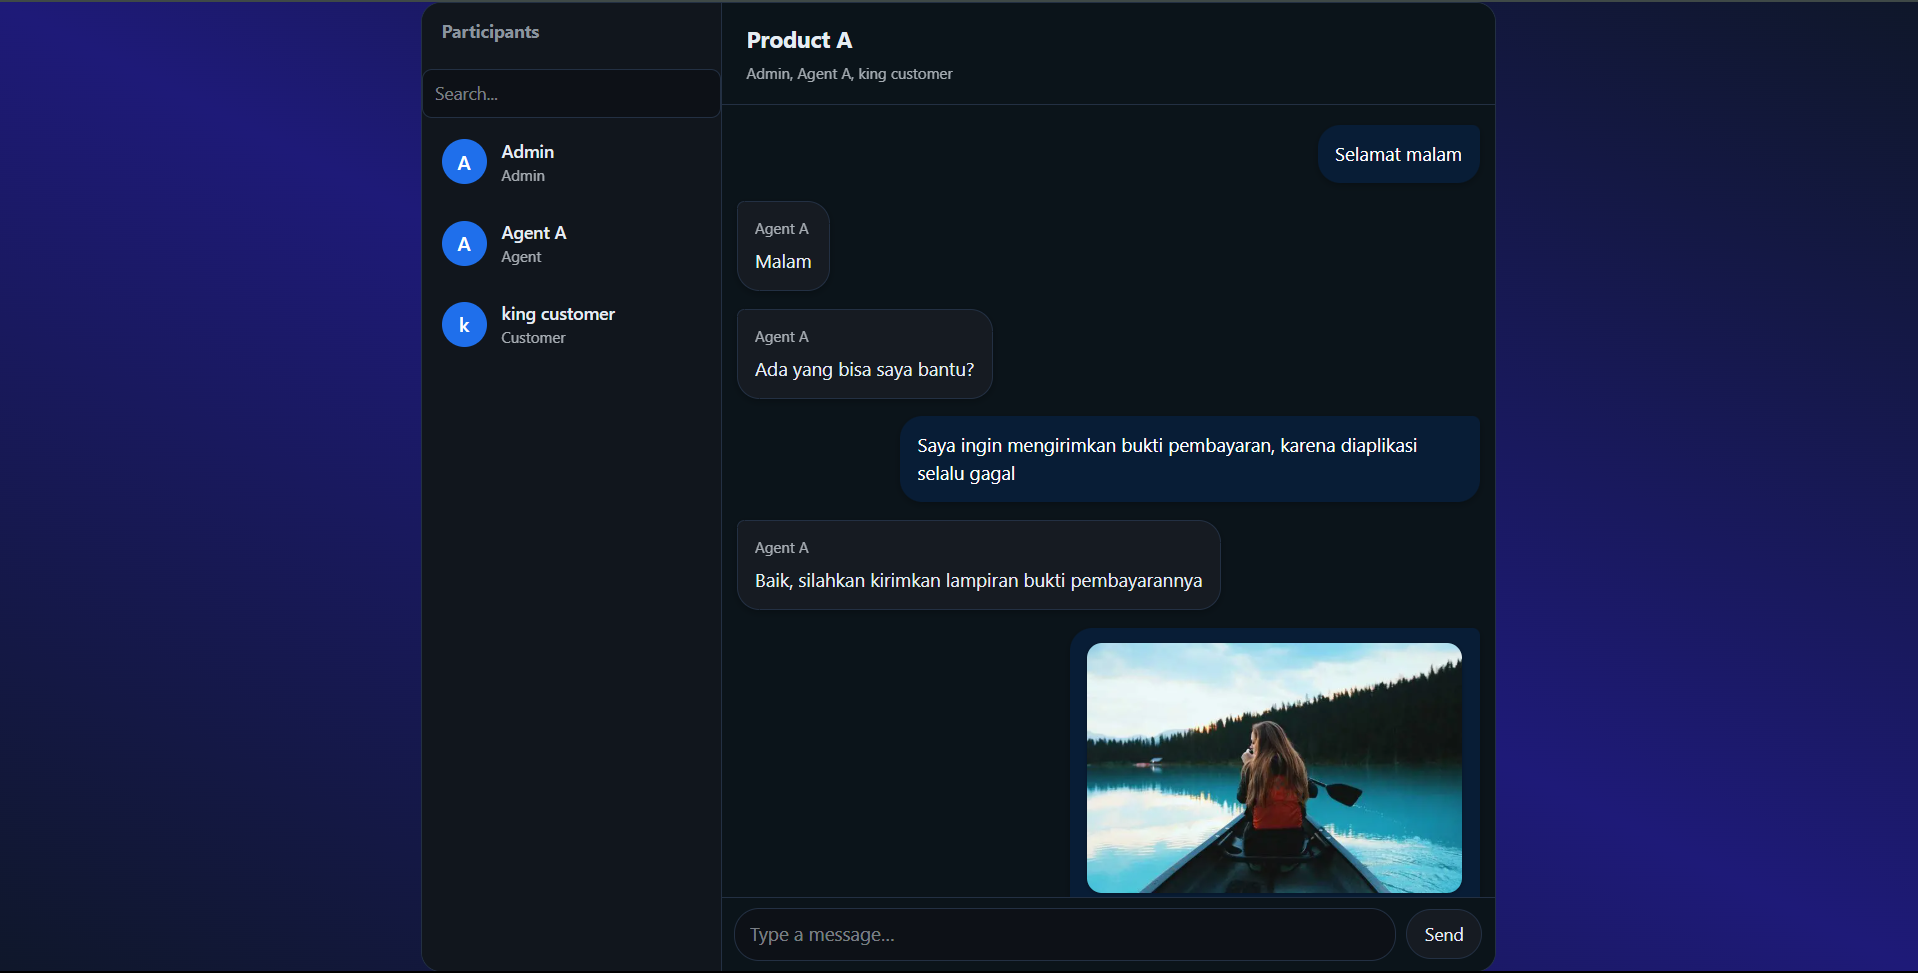 Participants
Search...
A
Admin
Admin
A
Agent A
Agent
k
king customer
Customer
Product A
Admin, Agent A, king customer
Selamat malam
Agent A
Malam
Agent A
Ada yang bisa saya bantu?
Saya ingin mengirimkan bukti pembayaran, karena diaplikasi
selalu gagal
Agent A
Baik, silahkan kirimkan lampiran bukti pembayarannya
Type a message...
Send